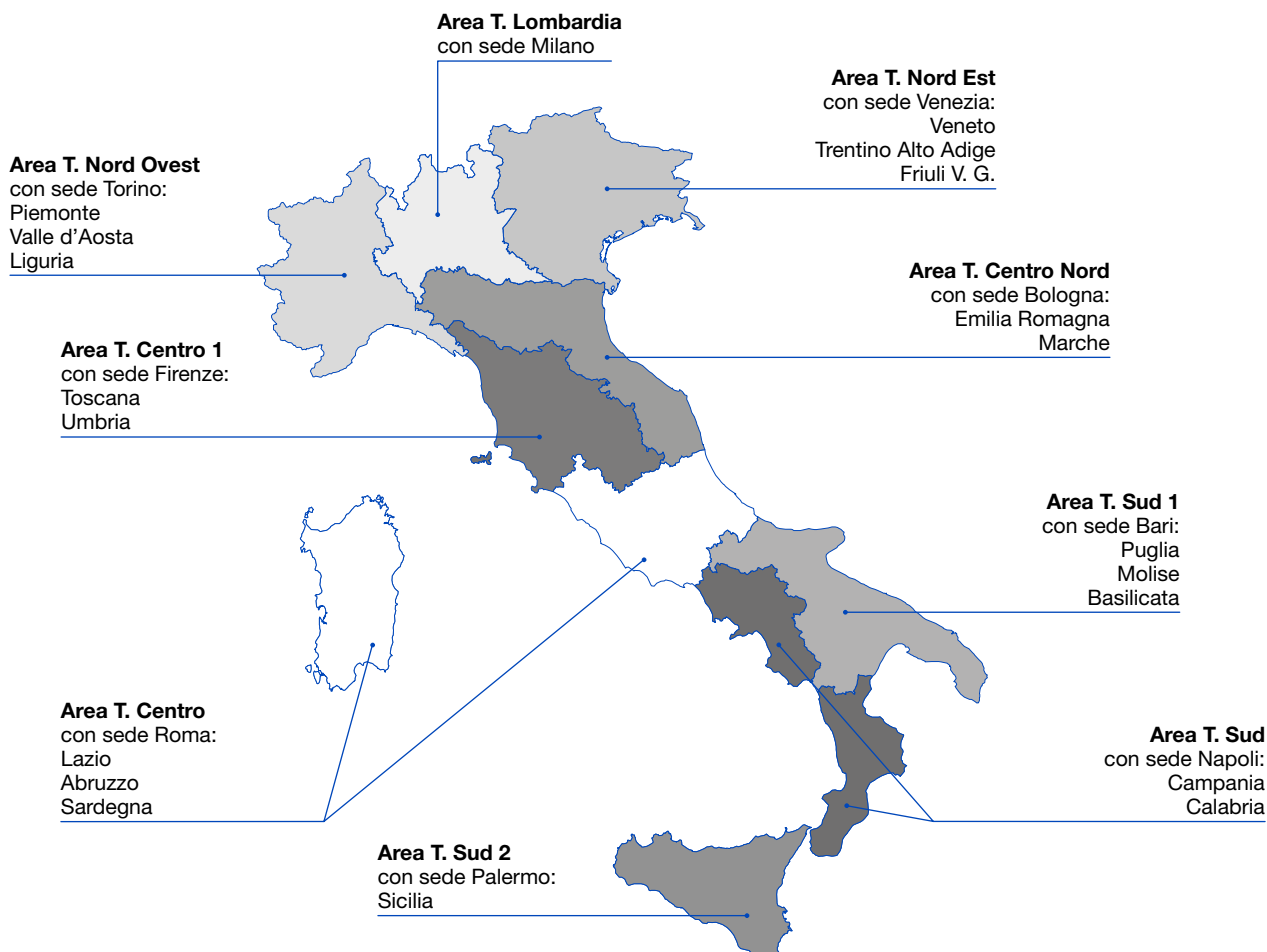 Area T. Lombardia
con sede Milano
Area T. Nord Est
con sede Venezia:
Veneto
Trentino Alto Adige
Friuli V. G.
Area T. Nord Ovest
con sede Torino:
Piemonte
Valle d’Aosta
Liguria
Area T. Centro Nord
con sede Bologna:
Emilia Romagna
Marche
Area T. Centro 1
con sede Firenze:
Toscana
Umbria
Area T. Sud 1
con sede Bari:
Puglia
Molise
Basilicata
Area T. Centro
con sede Roma:
Lazio
Abruzzo
Sardegna
Area T. Sud
con sede Napoli:
Campania
Calabria
Area T. Sud 2
con sede Palermo:
Sicilia